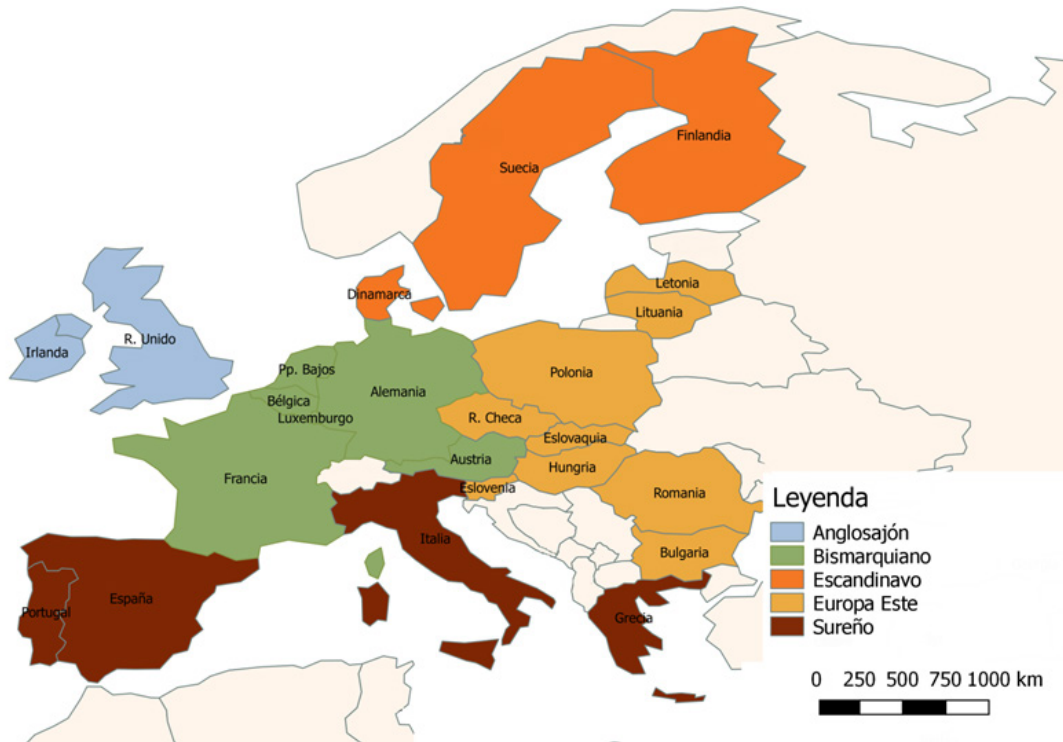 Finlandia
Suecia
Letonia
Dinamarca
Lituania
R. Unido
Irlanda
Pp. Bajos
Polonia
Alemania
Bélgica
R. Checa
Luxemburgo
Eslovaquia
Austria
Hungria
Francia
Eslovenia
Romania
Italia
Bulgaria
España
Portugal
Grecia
Leyenda
Anglosajón
Bismarquiano
Escandinavo
Europa Este
Sureño
0 250 500 750 1000 km